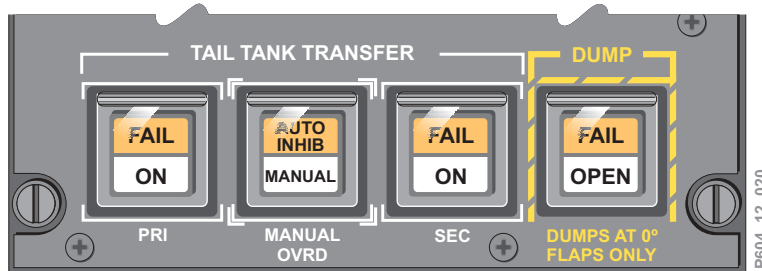 TAIL TANK TRANSFER
DUMP
FAIL
ON
AUTO
INHIB
MANUAL
FAIL
ON
FAIL
OPEN
PRI
MANUAL
OVRD
SEC
DUMPS AT 0º
FLAPS ONLY
P604_12_020